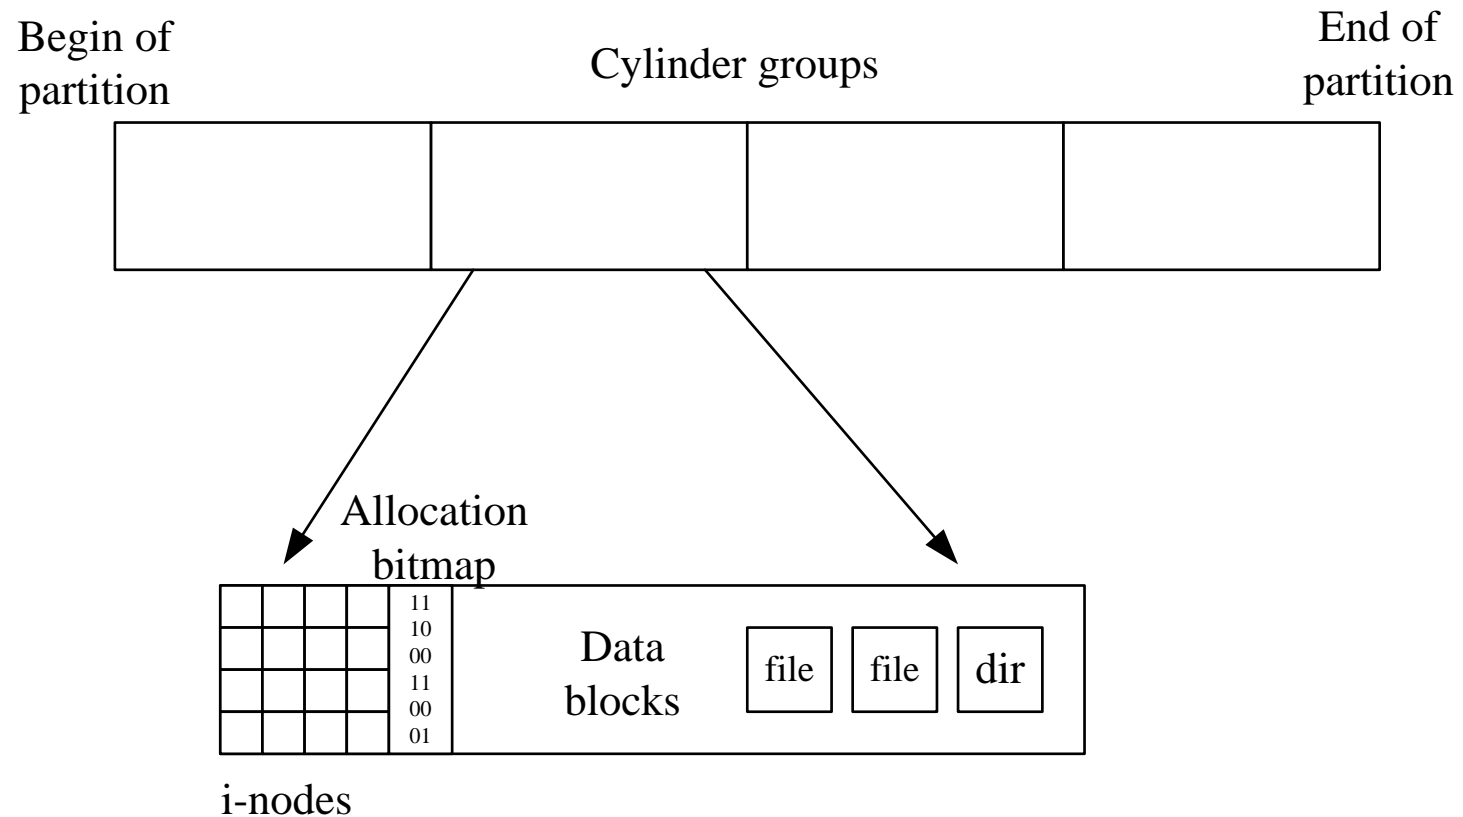 Begin of
partition
Cylinder groups
End of
partition
Allocation
bitmap
11
10
00
11
00
01
Data
blocks
file
file
dir
i-nodes